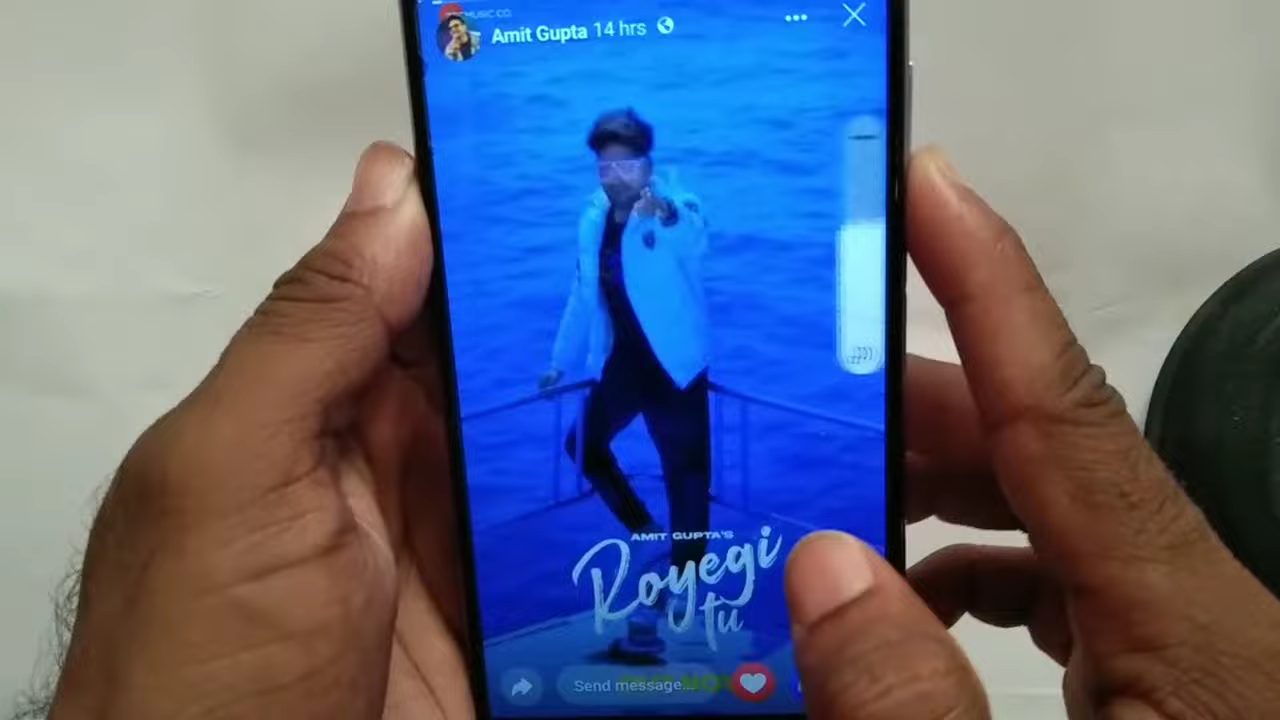 MUSIC CO.
Amit Gupta 14 hrs
AMIT GUPTA'S
Royegi
tu
Send message...